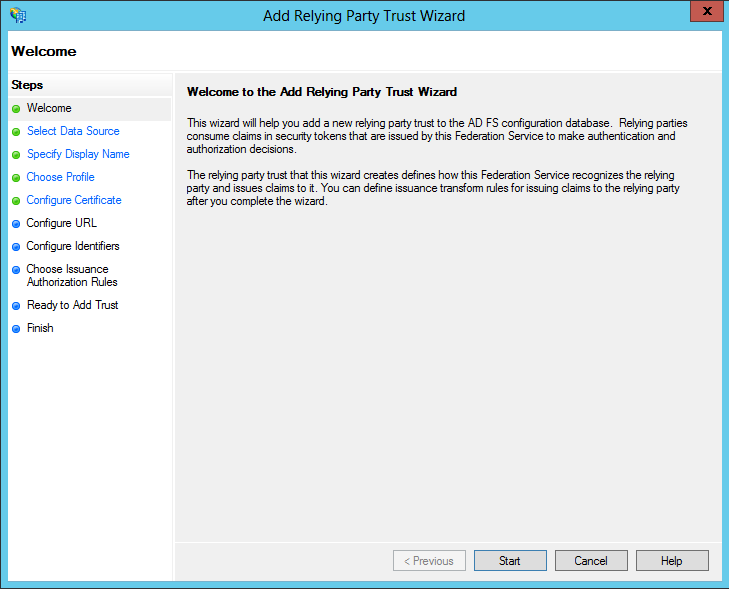 Add Relying Party Trust Wizard
X
Welcome
Steps
Welcome
Select Data Source
Specify Display Name
Choose Profile
Configure Certificate
Configure URL
Configure Identifiers
Choose Issuance
Authorization Rules
Ready to Add Trust
Finish
Welcome to the Add Relying Party Trust Wizard
This wizard will help you add a new relying party trust to the AD FS configuration database.  Relying parties
consume claims in security tokens that are issued by this Federation Service to make authentication and
authorization decisions.
The relying party trust that this wizard creates defines how this Federation Service recognizes the relying
party and issues claims to it. You can define issuance transform rules for issuing claims to the relying party
after you complete the wizard.
< Previous
Start
Cancel
Help